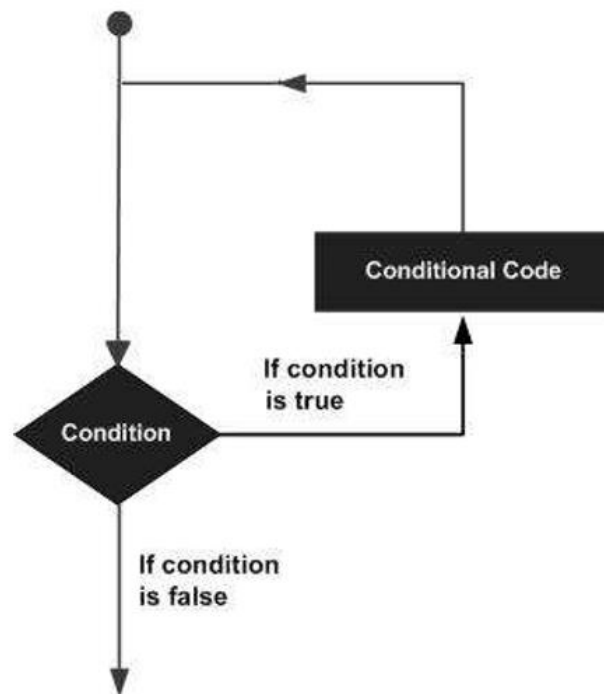 Conditional Code
If condition
is true
Condition
If condition
is false